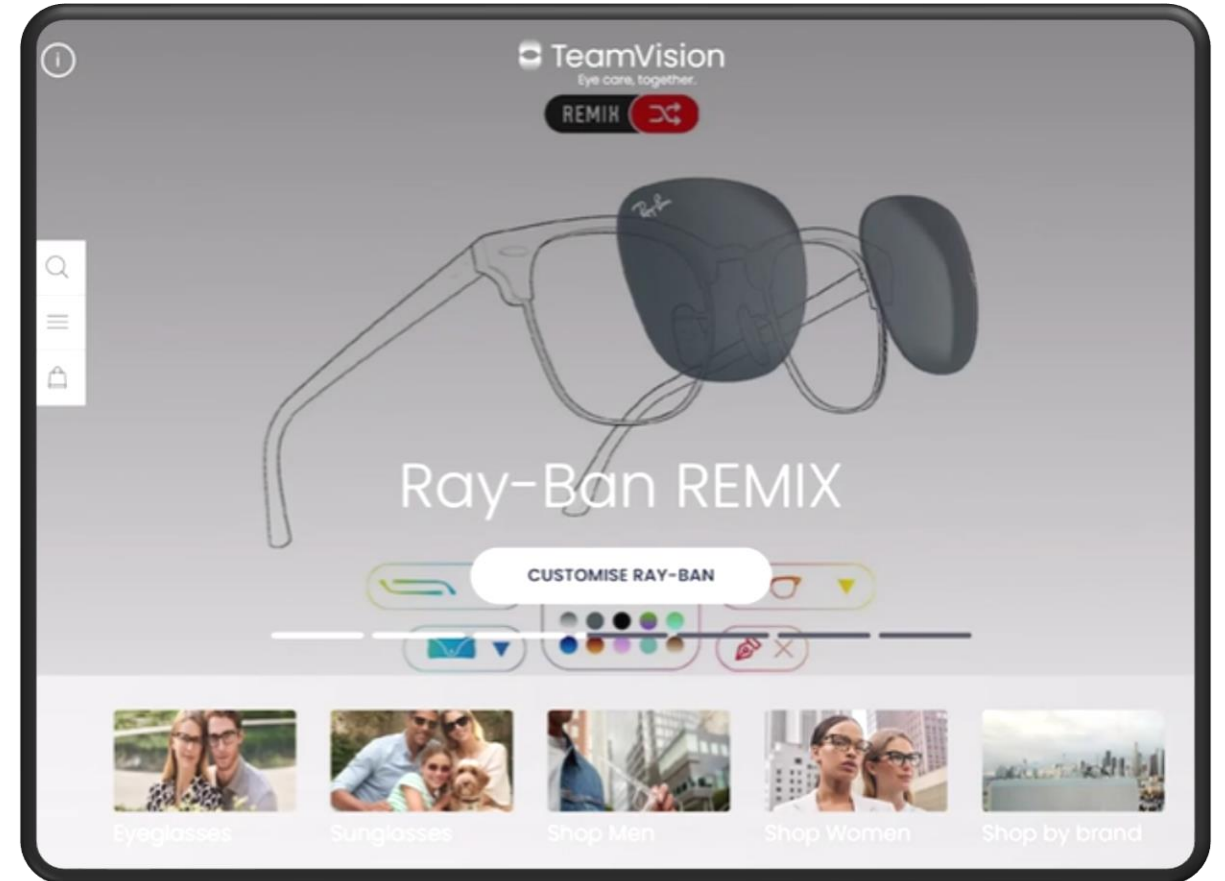 i
TeamVision
Eye care, together.
REMIX
Ray-Ban
Ray-Ban REMIX
CUSTOMISE RAY-BAN
Eyeglasses
Sunglasses
Shop Men
Shop Women
Shop by brand